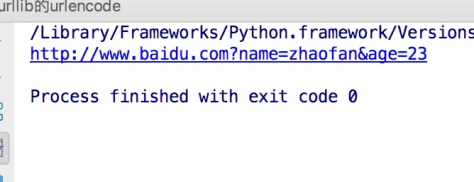 urllib的urlencode
/Library/Frameworks/Python.framework/Versions
http://www.baidu.com?name=zhaofan&age=23
Process finished with exit code 0